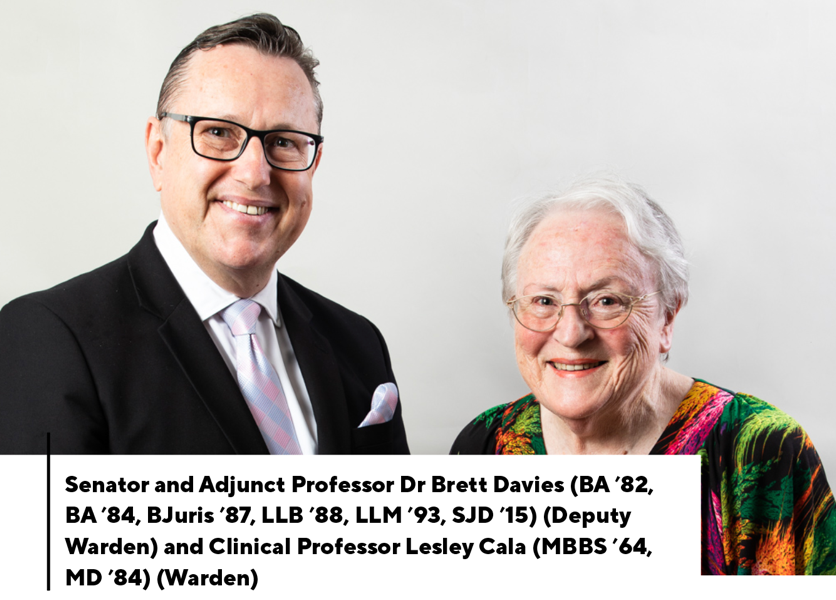 Senator and Adjunct Professor Dr Brett Davies (BA ’82,
BA ’84, BJuris ’87, LLB ’88, LLM ’93, SJD ’15) (Deputy
Warden) and Clinical Professor Lesley Cala (MBBS ’64,
MD ’84) (Warden)